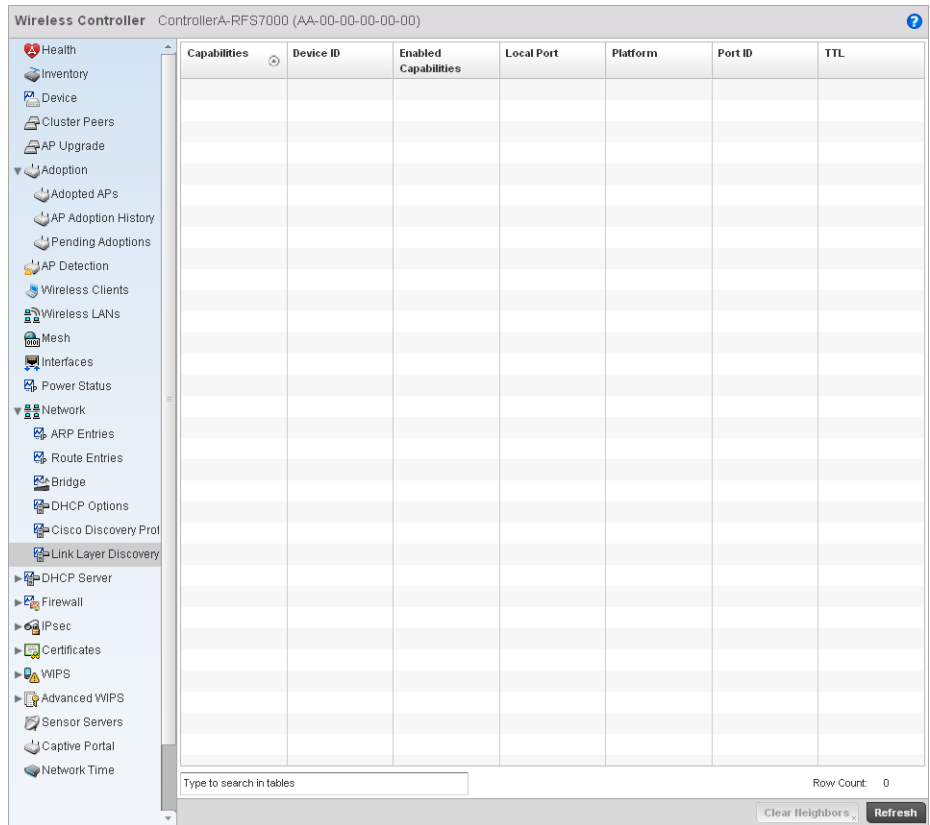 Wireless Controller ControllerA-RFS7000 (AA-00-00-00-00-00)
Health
Inventory
Device
Cluster Peers
AP Upgrade
Adoption
Adopted APs
AP Adoption History
Pending Adoptions
AP Detection
Wireless Clients
Wireless LANs
Mesh
Interfaces
Power Status
Network
ARP Entries
Route Entries
Bridge
DHCP Options
Cisco Discovery Prot
Link Layer Discovery
DHCP Server
Firewall
IPsec
Certificates
WIPS
Advanced WIPS
Sensor Servers
Captive Portal
Network Time
Capabilities Device ID Enabled Local Port Platform Port ID TTL
Capabilities
Type to search in tables Row Count: 0
Clear Neighbors Refresh